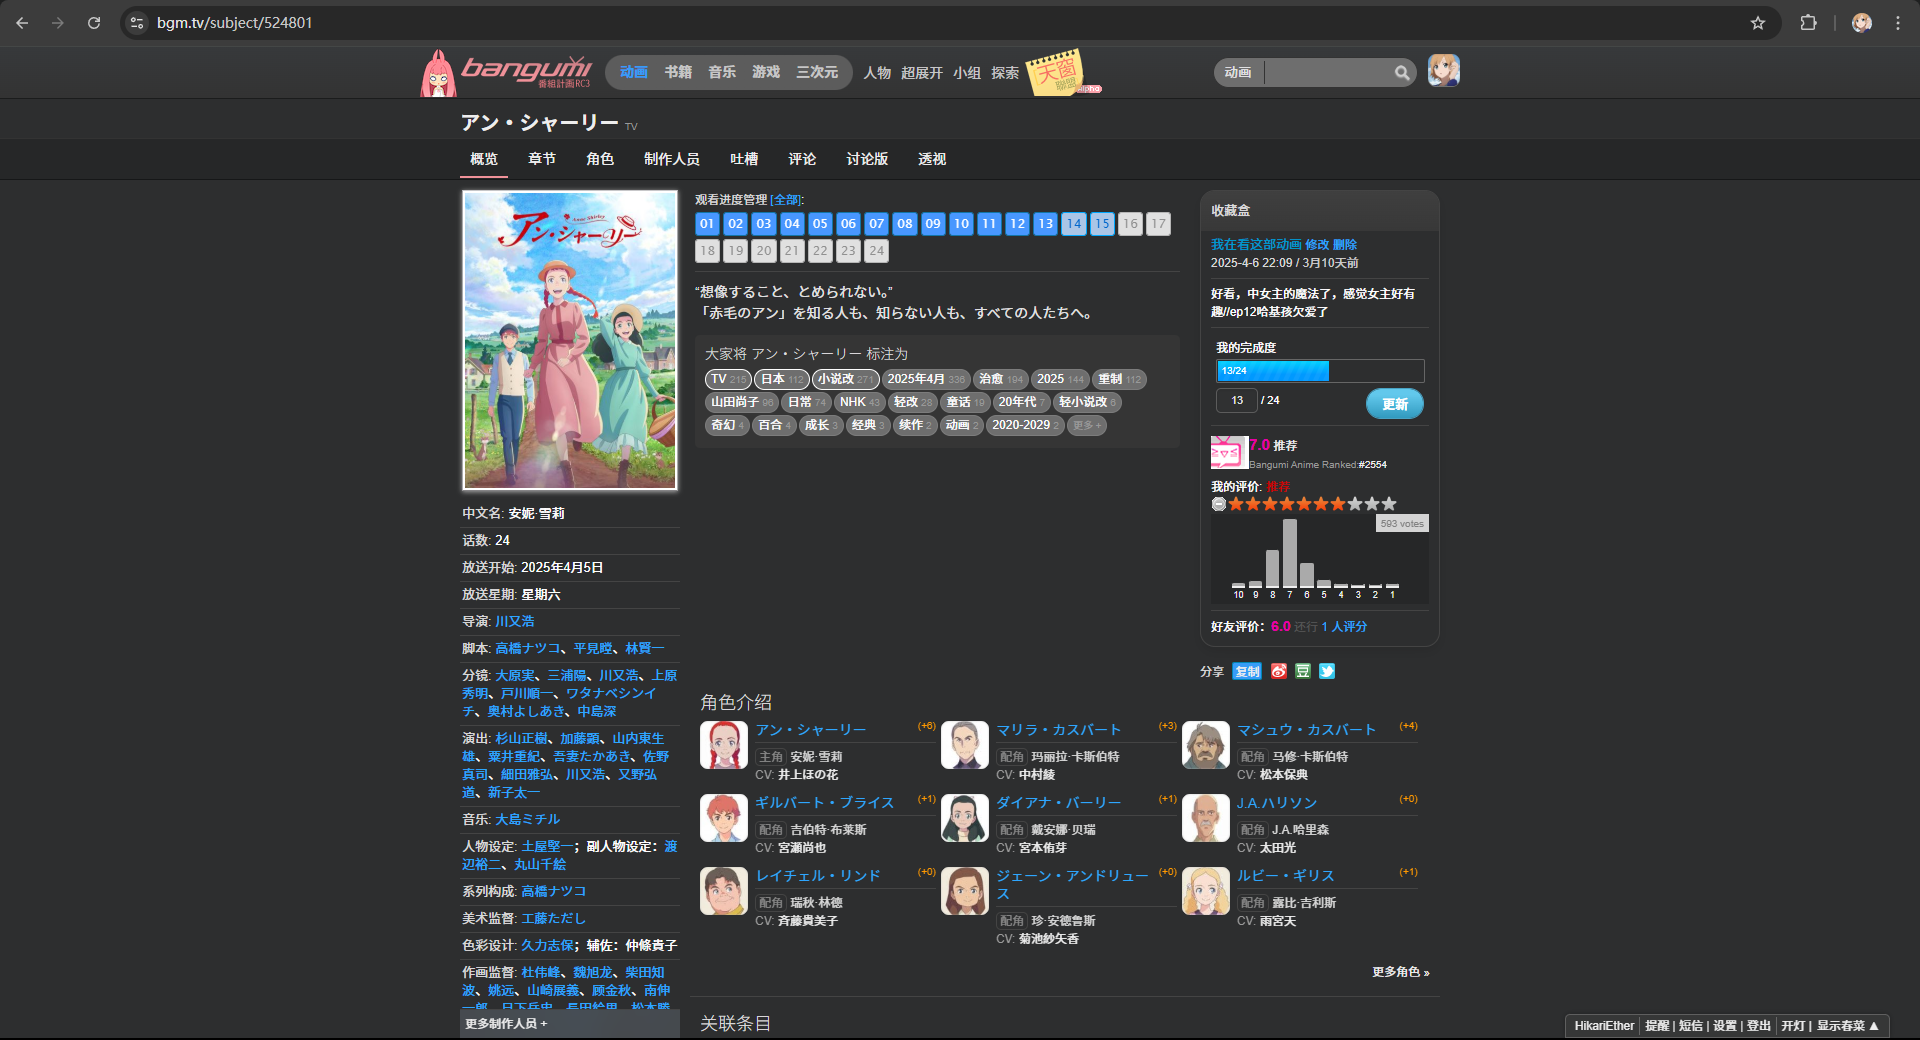 bgm.tv/subject/524801
bangumi
番組計画RC3
动画 书籍 音乐 游戏 三次元 人物 超展开 小组 探索 天窗 聯盟 alpha
动画
アン・シャーリー TV
概览 章节 角色 制作人员 吐槽 评论 讨论版 透视
Anne Shirley
アン・シャーリー
中文名: 安妮·雪莉
话数: 24
放送开始: 2025年4月5日
放送星期: 星期六
导演: 川又浩
脚本: 高橋ナツコ、平見瞠、林賢一
分镜: 大原実、三浦陽、川又浩、上原
秀明、戸川順一、ワタナベシンイ
チ、奥村よしあき、中島深
演出: 杉山正樹、加藤顕、山内東生
雄、粟井重紀、吾妻たかあき、佐野
真司、細田雅弘、川又浩、又野弘
道、新子太一
音乐: 大島ミチル
人物设定: 土屋堅一；副人物设定：渡
辺裕二、丸山千絵
系列构成: 高橋ナツコ
美术监督: 工藤ただし
色彩设计: 久力志保；辅佐：仲條貴子
作画监督: 杜伟峰、魏旭龙、柴田知
波、姚远、山崎展義、顾金秋、南伸
一郎、日下岳史、長田絵里、松本勝
更多制作人员 +
观看进度管理 [全部]:
01 02 03 04 05 06 07 08 09 10 11 12 13 14 15 16 17
18 19 20 21 22 23 24
“想像すること、とめられない。”
「赤毛のアン」を知る人も、知らない人も、すべての人たちへ。
大家将 アン・シャーリー 标注为
TV 215 日本 112 小说改 271 2025年4月 336 治愈 194 2025 144 重制 112
山田尚子 96 日常 74 NHK 43 轻改 28 童话 19 20年代 7 轻小说改 6
奇幻 4 百合 4 成长 3 经典 3 续作 2 动画 2 2020-2029 2 更多 +
角色介绍
アン・シャーリー (+6)
主角 安妮·雪莉
CV: 井上ほの花
マリラ・カスバート (+3)
配角 玛丽拉·卡斯伯特
CV: 中村綾
マシュウ・カスバート (+4)
配角 马修·卡斯伯特
CV: 松本保典
ギルバート・ブライス (+1)
配角 吉伯特·布莱斯
CV: 宮瀬尚也
ダイアナ・バーリー (+1)
配角 戴安娜·贝瑞
CV: 宮本侑芽
J.A.ハリソン (+0)
配角 J.A.哈里森
CV: 太田光
レイチェル・リンド (+0)
配角 瑞秋·林德
CV: 斉藤貴美子
ジェーン・アンドリュー (+0)
ス
配角 珍·安德鲁斯
CV: 菊池紗矢香
ルビー・ギリス (+1)
配角 露比·吉利斯
CV: 雨宮天
更多角色 »
关联条目
收藏盒
我在看这部动画 修改 删除
2025-4-6 22:09 / 3月10天前
好看，中女主的魔法了，感觉女主好有
趣//ep12哈基孩欠爱了
我的完成度
13/24
13 / 24 更新
7.0 推荐
Bangumi Anime Ranked:#2554
我的评价: 推荐
593 votes
10 9 8 7 6 5 4 3 2 1
好友评价：6.0 还行 1 人评分
分享 复制 豆
HikariEther 提醒 | 短信 | 设置 | 登出 开灯 | 显示春菜 ▲